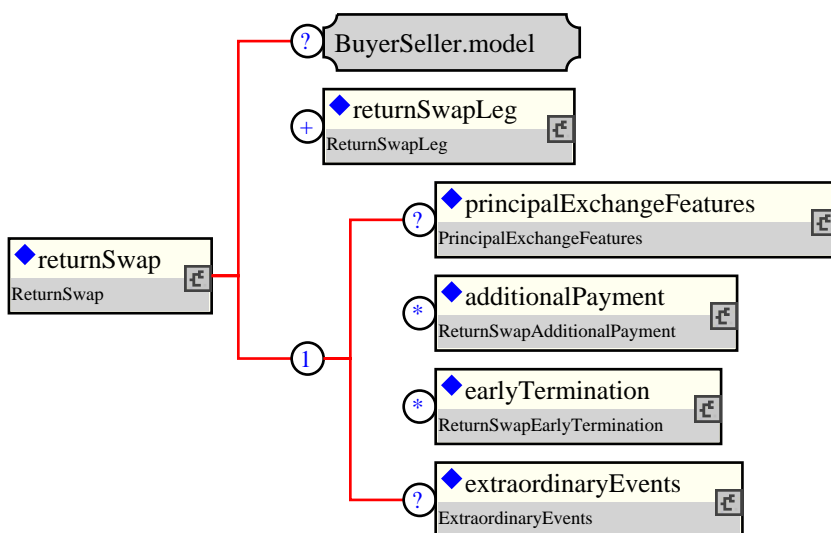 ?
BuyerSeller.model
+
returnSwapLeg
ReturnSwapLeg
?
principalExchangeFeatures
PrincipalExchangeFeatures
returnSwap
ReturnSwap
*
additionalPayment
ReturnSwapAdditionalPayment
1
*
earlyTermination
ReturnSwapEarlyTermination
?
extraordinaryEvents
ExtraordinaryEvents